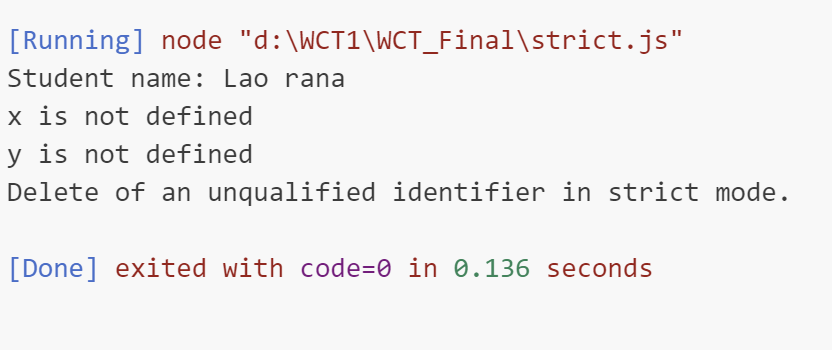 [Running] node "d:\WCT1\WCT_Final\strict.js"
Student name: Lao rana
x is not defined
y is not defined
Delete of an unqualified identifier in strict mode.
[Done] exited with code=0 in 0.136 seconds